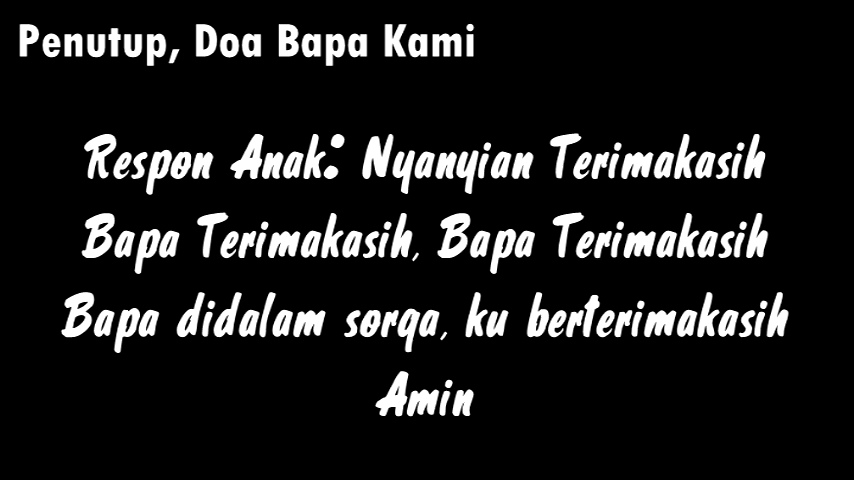 Penutup, Doa Bapa Kami
Respon Anak: Nyanyian Terimakasih
Bapa Terimakasih, Bapa Terimakasih
Bapa didalam sorga, ku berterimakasih
Amin